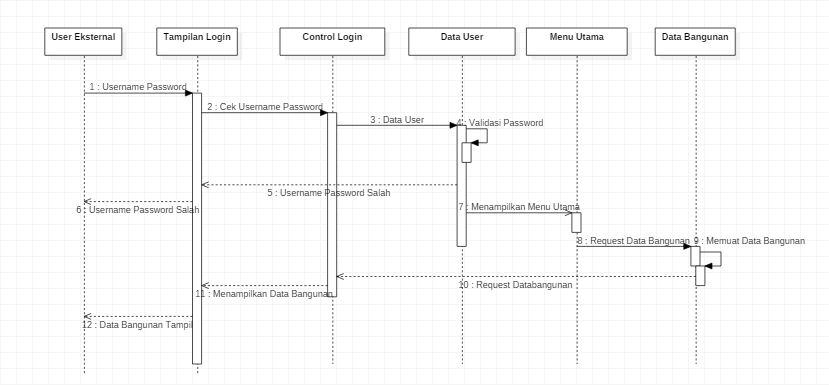 User Eksternal
Tampilan Login
Control Login
Data User
Menu Utama
Data Bangunan
1 : Username Password
2 : Cek Username Password
3 : Data User
4 : Validasi Password
5 : Username Password Salah
6 : Username Password Salah
7 : Menampilkan Menu Utama
8 : Request Data Bangunan
9 : Memuat Data Bangunan
10 : Request Databangunan
11 : Menampilkan Data Bangunan
12 : Data Bangunan Tampil